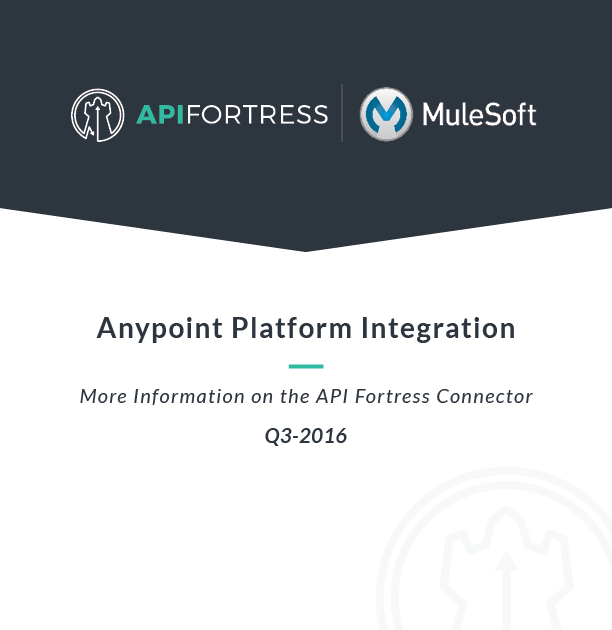 APIFORTRESS
MuleSoft
Anypoint Platform Integration
More Information on the API Fortress Connector
Q3-2016